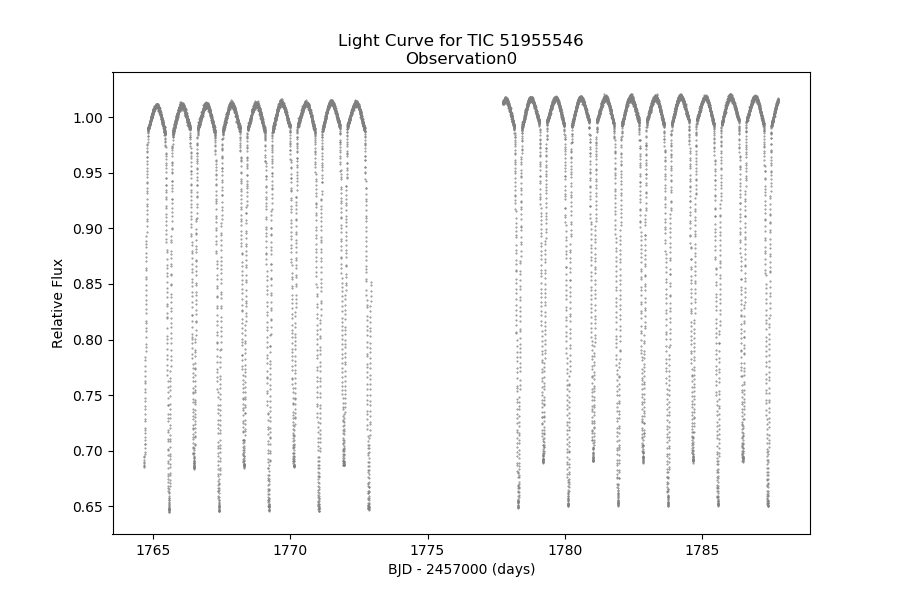 Light Curve for TIC 51955546
Observation0
Relative Flux
1.00
0.95
0.90
0.85
0.80
0.75
0.70
0.65
1765 1770 1775 1780 1785
BJD - 2457000 (days)